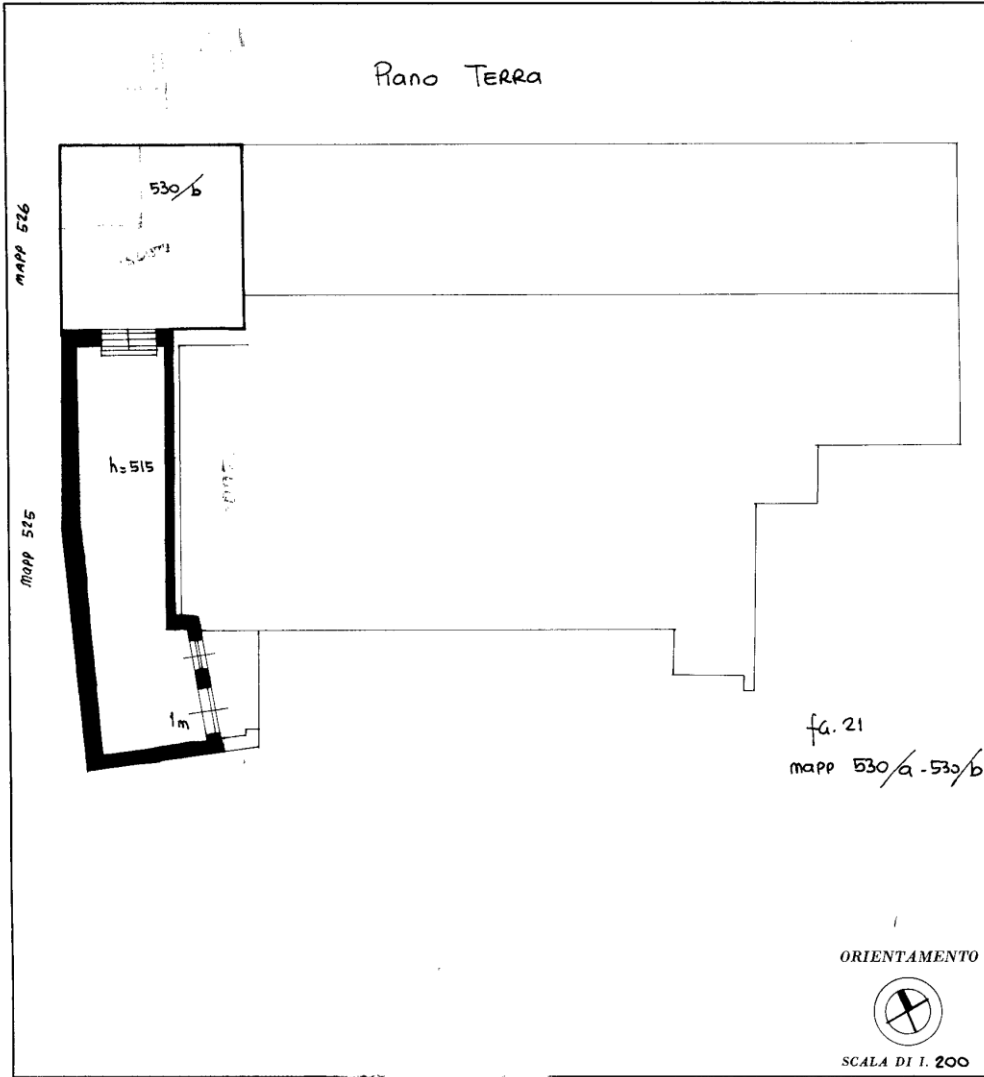 Piano TERRA
530/b
MAPP 526
h=515
MAPP 525
1m
fg. 21
mapp 530/a-530/b
ORIENTAMENTO
SCALA DI 1. 200